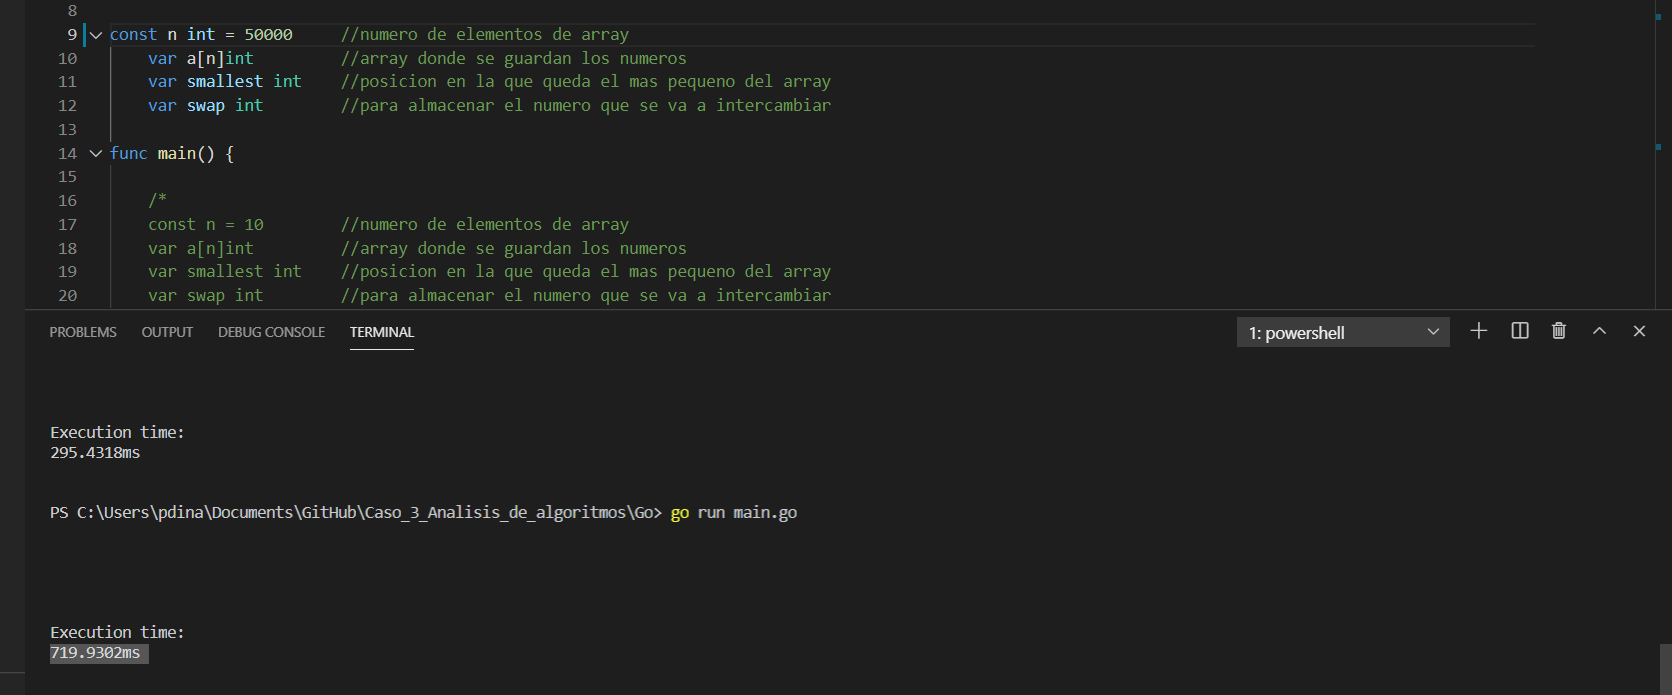 8
9 const n int = 50000 //numero de elementos de array
10 var a[n]int //array donde se guardan los numeros
11 var smallest int //posicion en la que queda el mas pequeno del array
12 var swap int //para almacenar el numero que se va a intercambiar
13
14 func main() {
15
16 /*
17 const n = 10 //numero de elementos de array
18 var a[n]int //array donde se guardan los numeros
19 var smallest int //posicion en la que queda el mas pequeno del array
20 var swap int //para almacenar el numero que se va a intercambiar
PROBLEMS OUTPUT DEBUG CONSOLE TERMINAL 1: powershell
Execution time:
295.4318ms
PS C:\Users\pdina\Documents\GitHub\Caso_3_Analisis_de_algoritmos\Go> go run main.go
Execution time:
719.9302ms